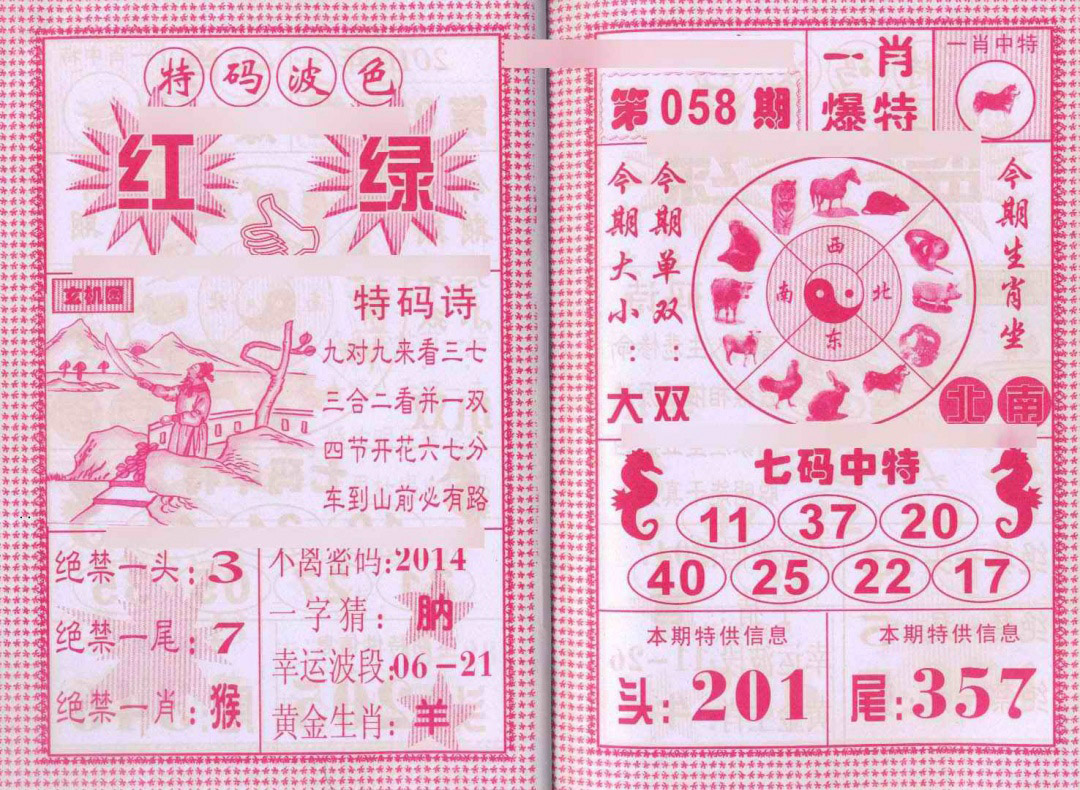 特码波色
红 绿
玄机图
特码诗
九对九来看三七
三合二看并一双
四节开花六七分
车到山前必有路
绝禁一头:3
绝禁一尾:7
绝禁一肖:猴
不离密码:2014
一字猜:肭
幸运波段:06-21
黄金生肖:羊
第058期
一肖爆特
一肖中特
今期大小:大
今期单双:双
西
南 北
东
今期生肖坐
北南
七码中特
11 37 20
40 25 22 17
本期特供信息
头:201
本期特供信息
尾:357